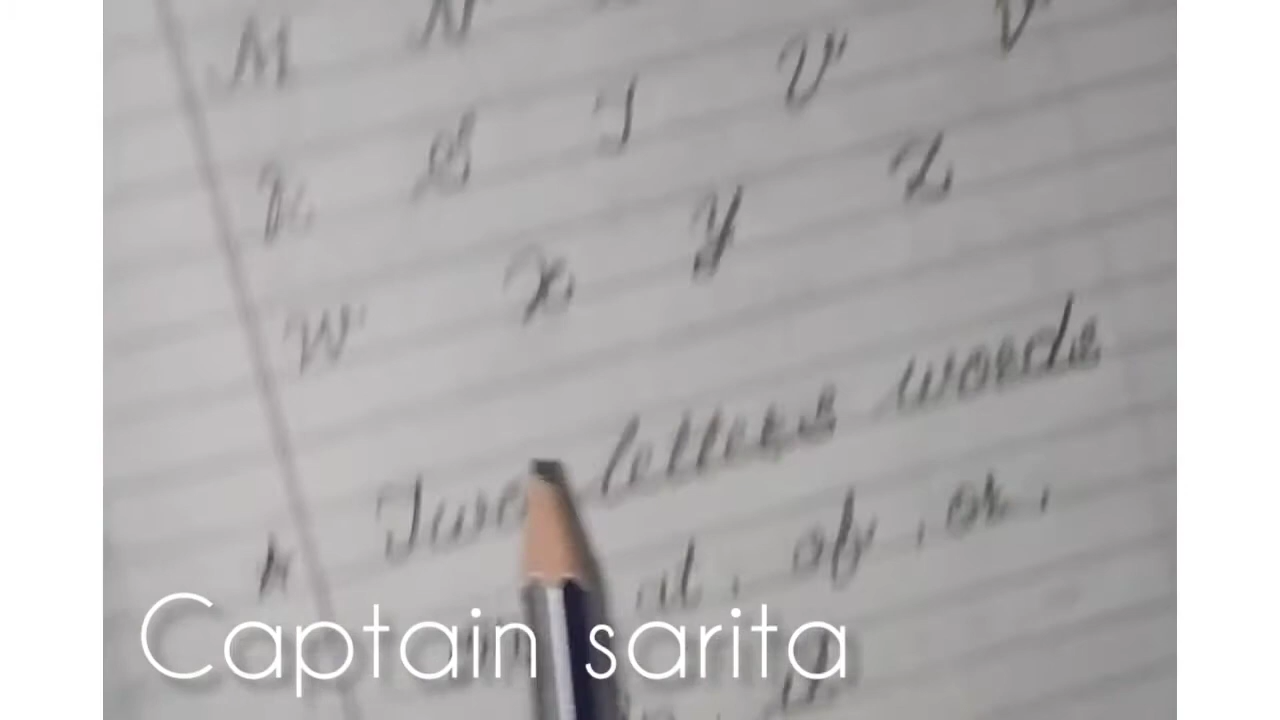 M N
R S T U V
W X Y Z
* Two letters words
at, of, or,
Captain sarita